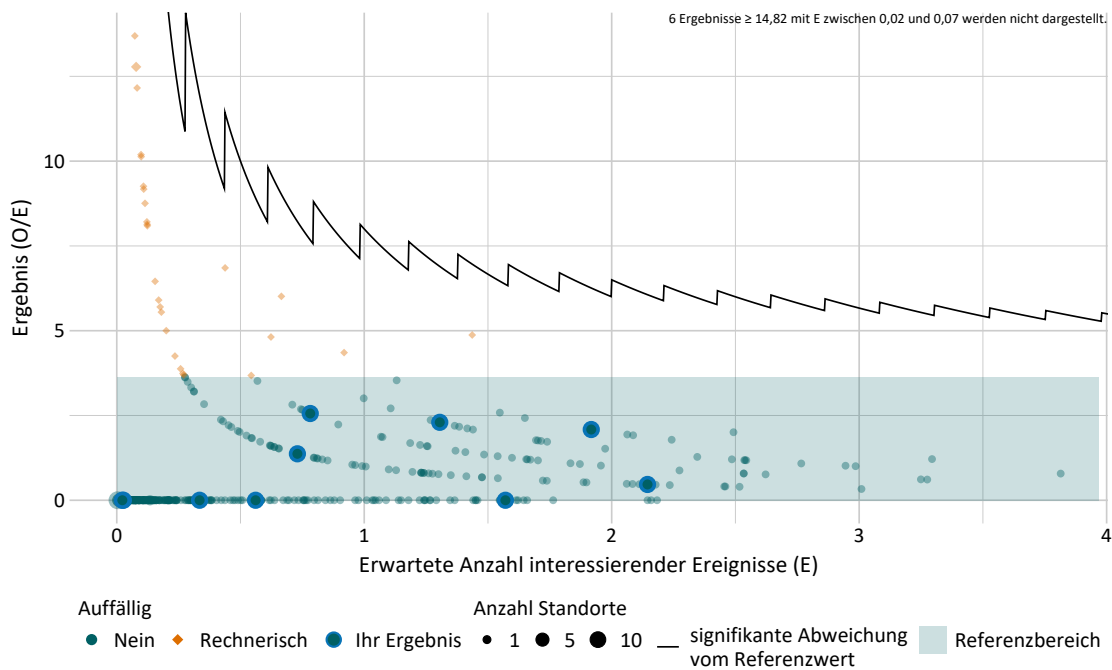 6 Ergebnisse ≥ 14,82 mit E zwischen 0,02 und 0,07 werden nicht dargestellt.
Ergebnis (O/E)
10
5
0
0
1
2
3
4
Erwartete Anzahl interessierender Ereignisse (E)
Auffällig
Nein
Rechnerisch
Ihr Ergebnis
Anzahl Standorte
1
5
10
signifikante Abweichung
vom Referenzwert
Referenzbereich